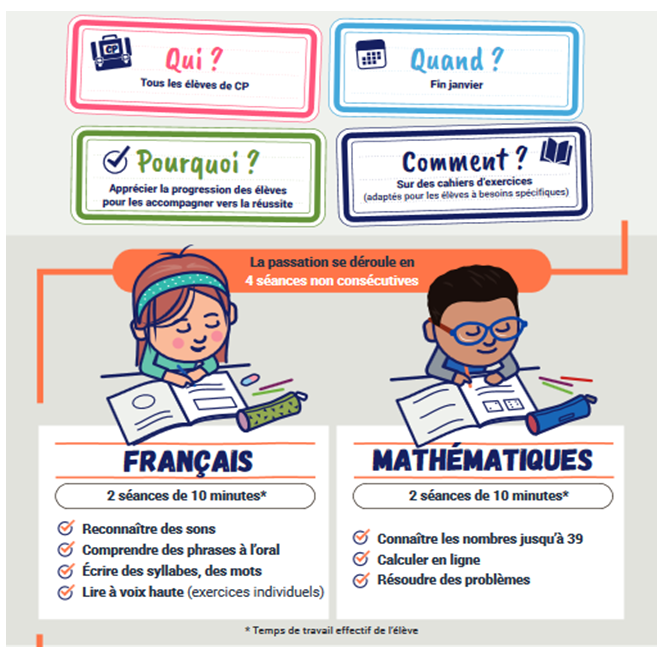 CP
Qui ?
Tous les élèves de CP
Quand ?
Fin janvier
Pourquoi ?
Apprécier la progression des élèves
pour les accompagner vers la réussite
Comment ?
Sur des cahiers d'exercices
(adaptés pour les élèves à besoins spécifiques)
La passation se déroule en
4 séances non consécutives
FRANÇAIS
2 séances de 10 minutes*
Reconnaître des sons
Comprendre des phrases à l'oral
Écrire des syllabes, des mots
Lire à voix haute (exercices individuels)
MATHÉMATIQUES
2 séances de 10 minutes*
Connaître les nombres jusqu'à 39
Calculer en ligne
Résoudre des problèmes
* Temps de travail effectif de l'élève